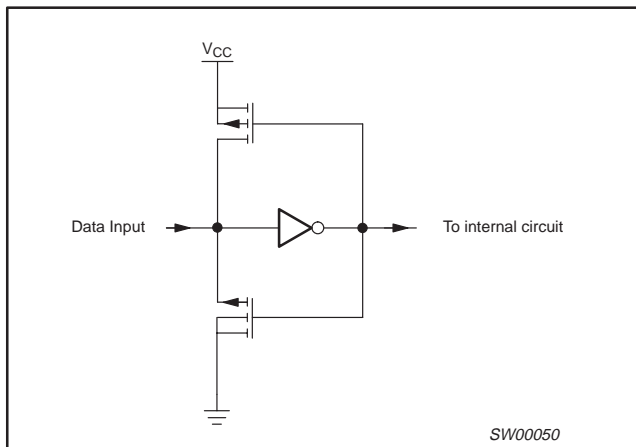 VCC
Data Input
To internal circuit
SW00050